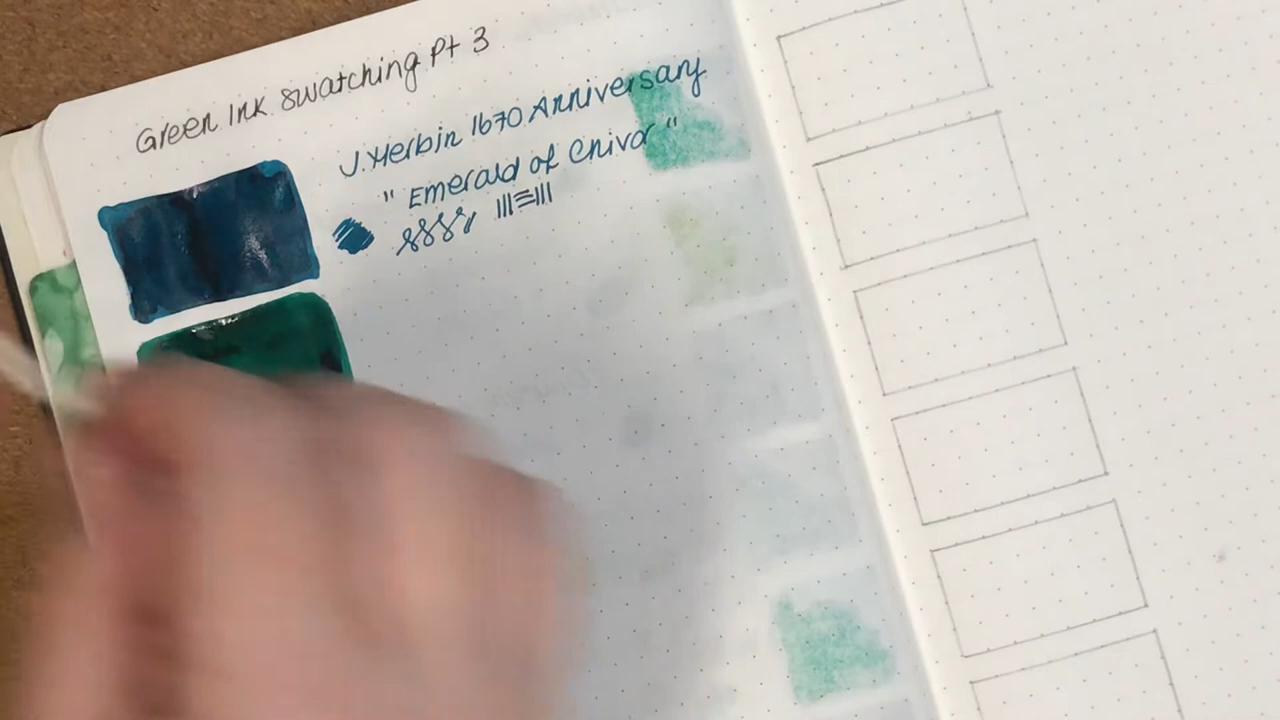 Green Ink Swatching Pt 3
J. Herbin 1670 Anniversary
" Emerald of Chivor "